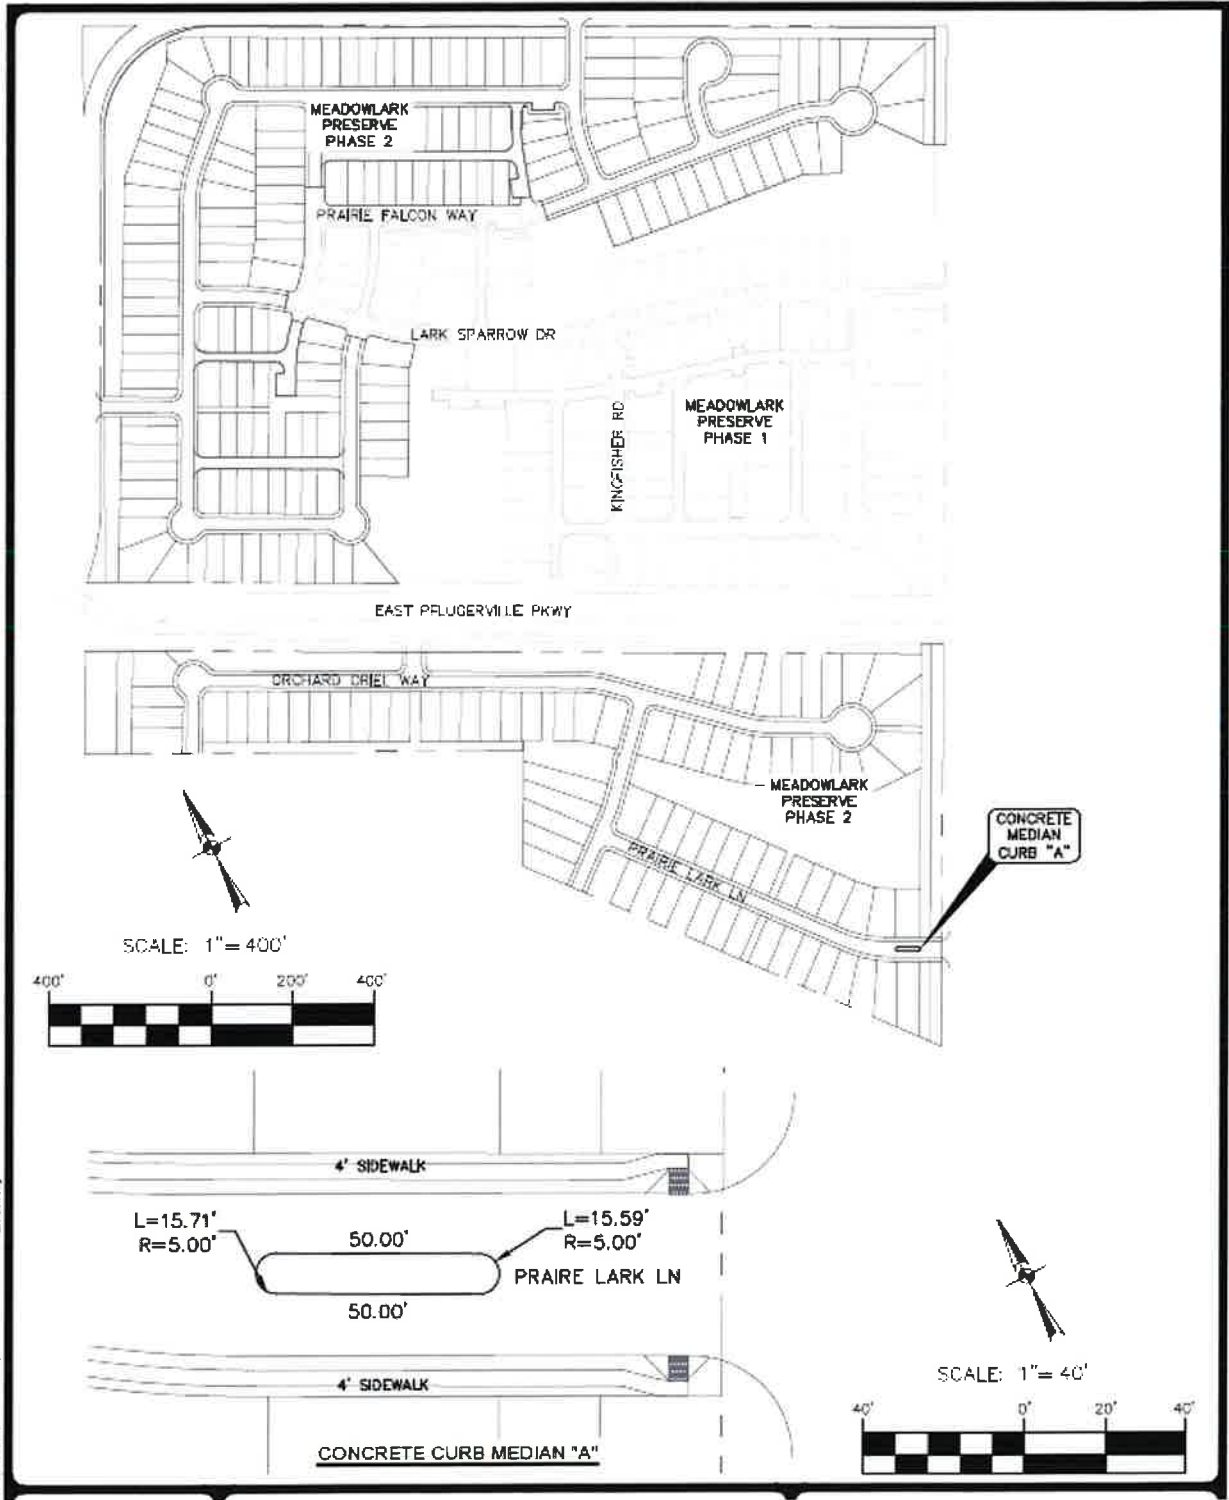 MEADOWLARK
PRESERVE
PHASE 2
PRAIRIE FALCON WAY
LARK SPARROW DR
KINGFISHER RD
MEADOWLARK
PRESERVE
PHASE 1
EAST PFLUGERVILLE PKWY
ORCHARD ORIEL WAY
MEADOWLARK
PRESERVE
PHASE 2
CONCRETE
MEDIAN
CURB "A"
PRAIRIE LARK LN
SCALE: 1"=400'
400' 0' 200' 400'
4' SIDEWALK
L=15.71'
R=5.00'
50.00'
L=15.59'
R=5.00'
PRAIRE LARK LN
50.00'
4' SIDEWALK
CONCRETE CURB MEDIAN "A"
SCALE: 1"=40'
40' 0' 20' 40'